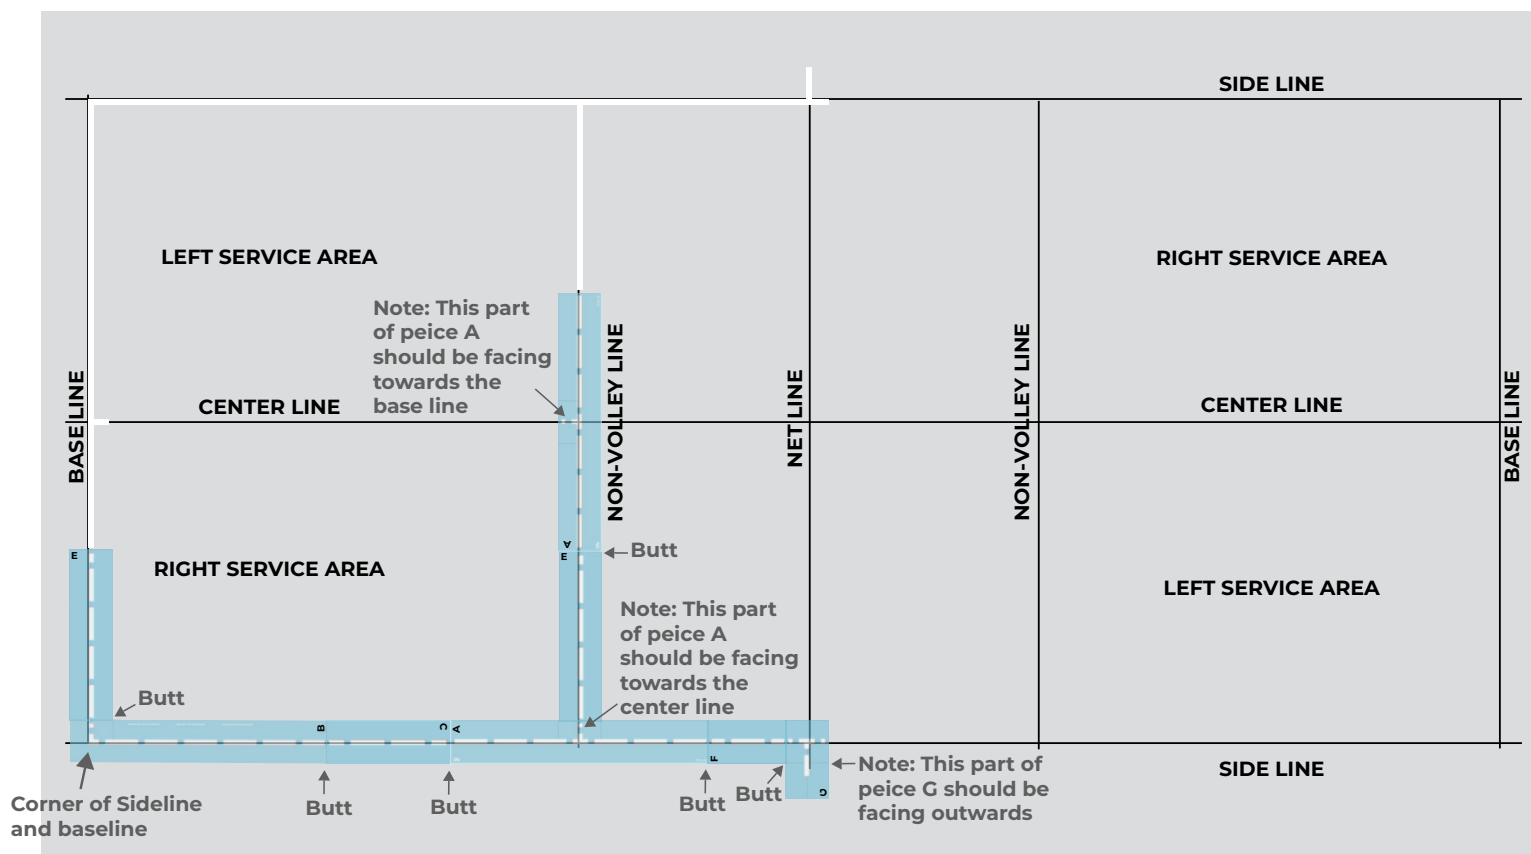 SIDE LINE
LEFT SERVICE AREA
RIGHT SERVICE AREA
Note: This part
of peice A
should be facing
towards the
base line
NON-VOLLEY LINE
NON-VOLLEY LINE
BASE LINE
NET LINE
BASE LINE
CENTER LINE
CENTER LINE
A
E
Butt
E
RIGHT SERVICE AREA
LEFT SERVICE AREA
Note: This part
of peice A
should be facing
towards the
center line
Butt
B
C
A
F
G
SIDE LINE
Note: This part of
peice G should be
facing outwards
Corner of Sideline
and baseline
Butt
Butt
Butt
Butt